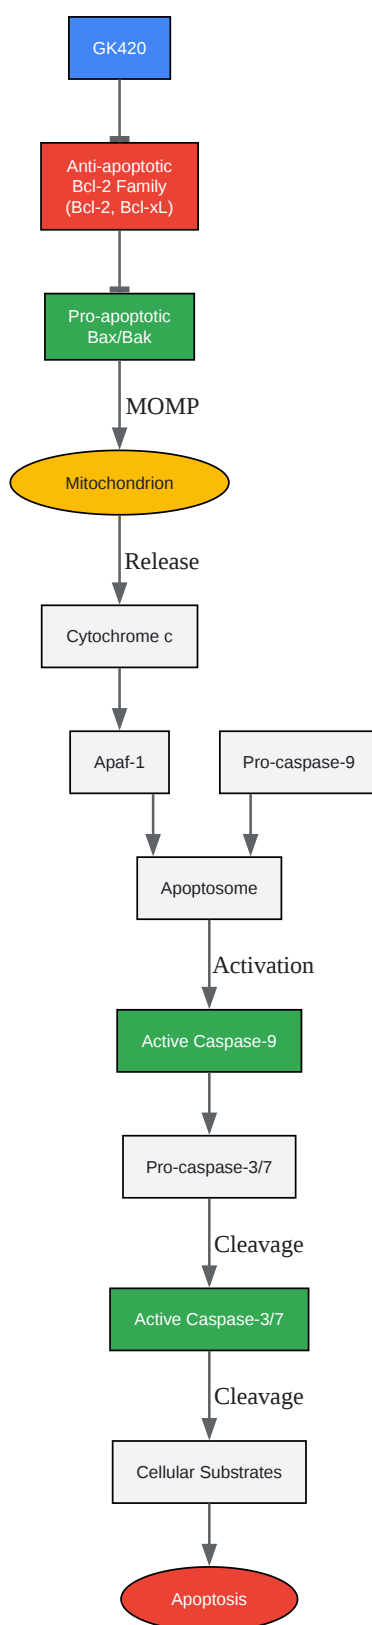 GK420
Anti-apoptotic
Bcl-2 Family
(Bcl-2, Bcl-xL)
Pro-apoptotic
Bax/Bak
MOMP
Mitochondrion
Release
Cytochrome c
Apaf-1
Pro-caspase-9
Apoptosome
Activation
Active Caspase-9
Pro-caspase-3/7
Cleavage
Active Caspase-3/7
Cleavage
Cellular Substrates
Apoptosis